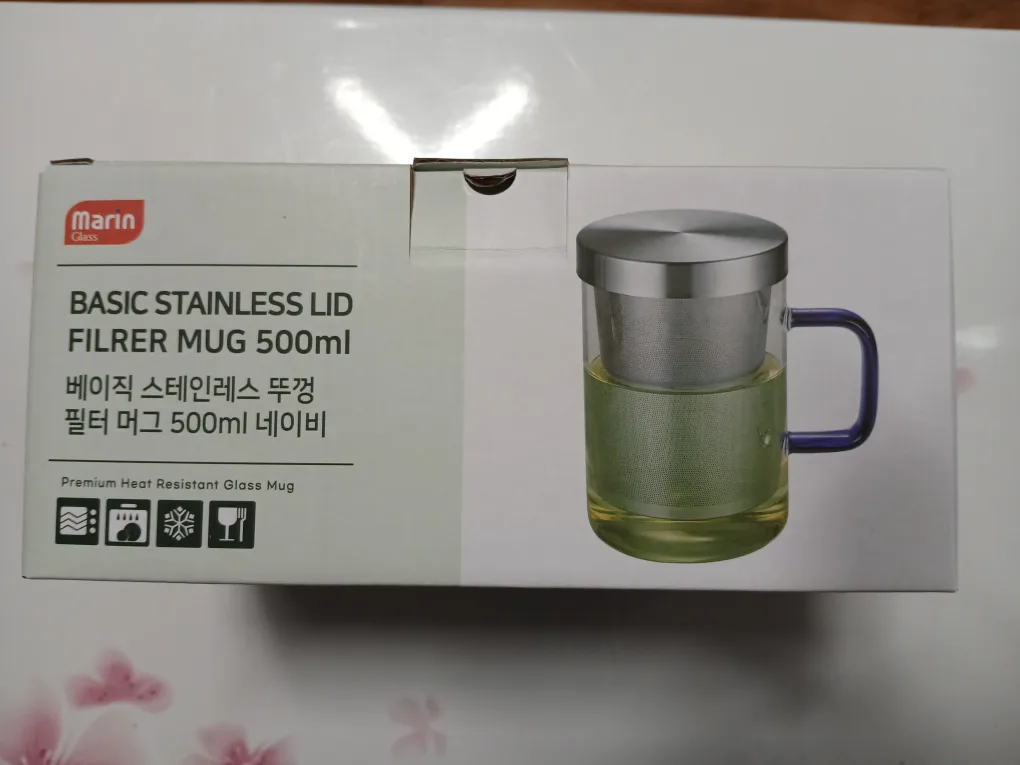 Marin
Glass
BASIC STAINLESS LID
FILRER MUG 500ml
베이직 스테인레스 뚜껑
필터 머그 500ml 네이비
Premium Heat Resistant Glass Mug